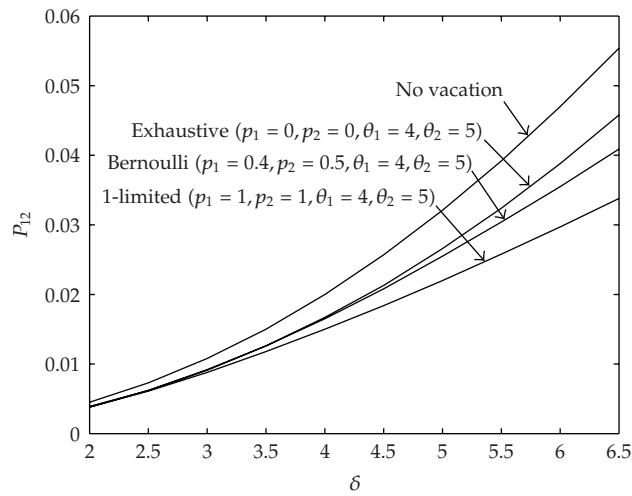 0.06
0.05
0.04
0.03
0.02
0.01
0
P12
No vacation
Exhaustive (p1 = 0, p2 = 0, θ1 = 4, θ2 = 5)
Bernoulli (p1 = 0.4, p2 = 0.5, θ1 = 4, θ2 = 5)
1-limited (p1 = 1, p2 = 1, θ1 = 4, θ2 = 5)
2 2.5 3 3.5 4 4.5 5 5.5 6 6.5
δ